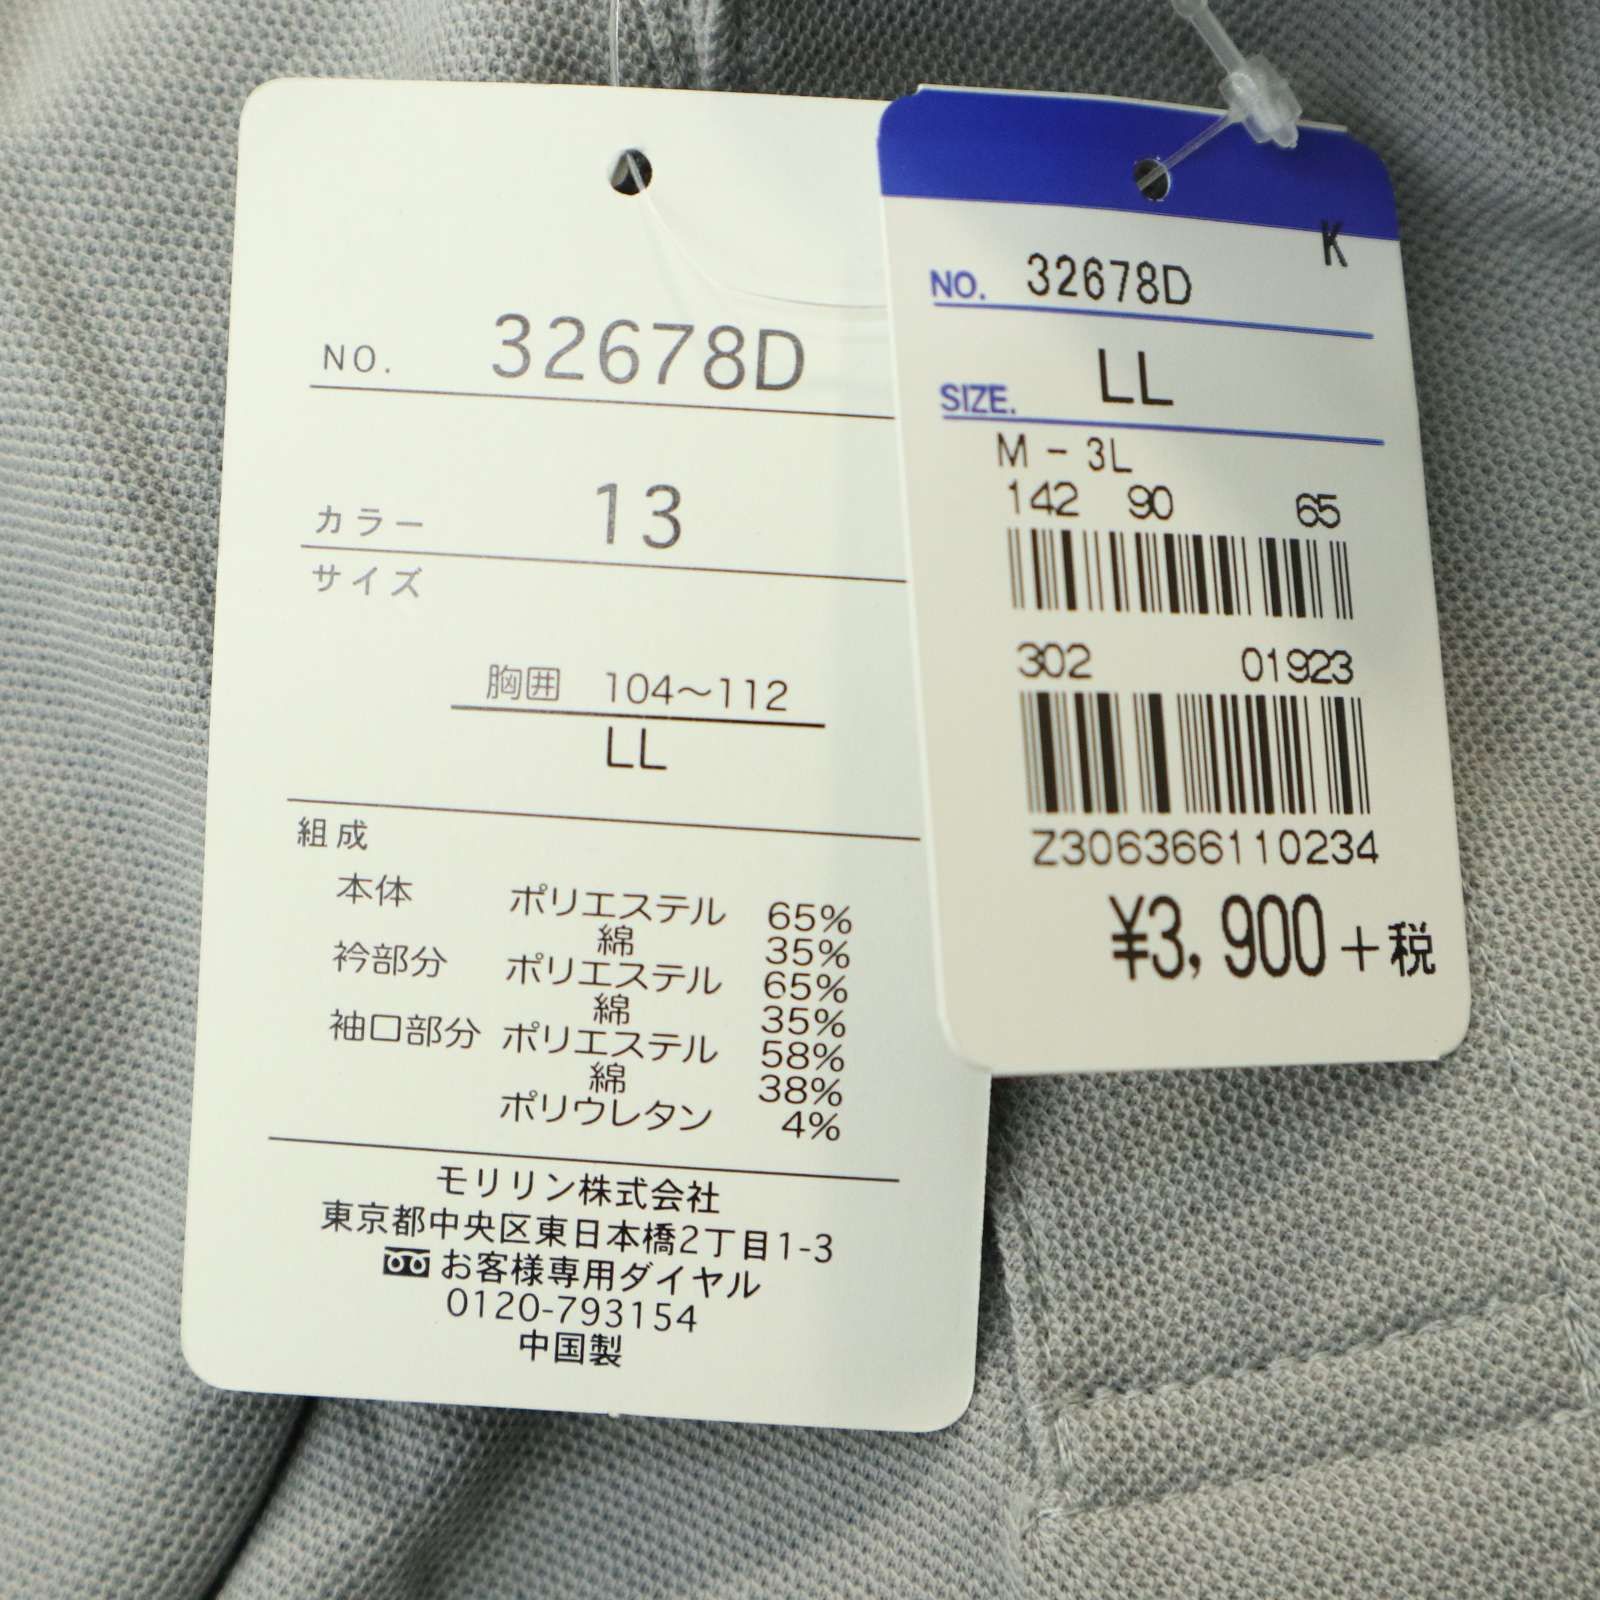 NO. 32678D
カラー 13
サイズ
胸囲 104～112
LL
組成
本体 ポリエステル 65%
綿 35%
衿部分 ポリエステル 65%
綿 35%
袖口部分 ポリエステル 58%
綿 38%
ポリウレタン 4%
モリリン株式会社
東京都中央区東日本橋2丁目1-3
お客様専用ダイヤル
0120-793154
中国製
K
NO. 32678D
SIZE. LL
M - 3L
142 90 65
302 01923
Z306366110234
¥3,900+税